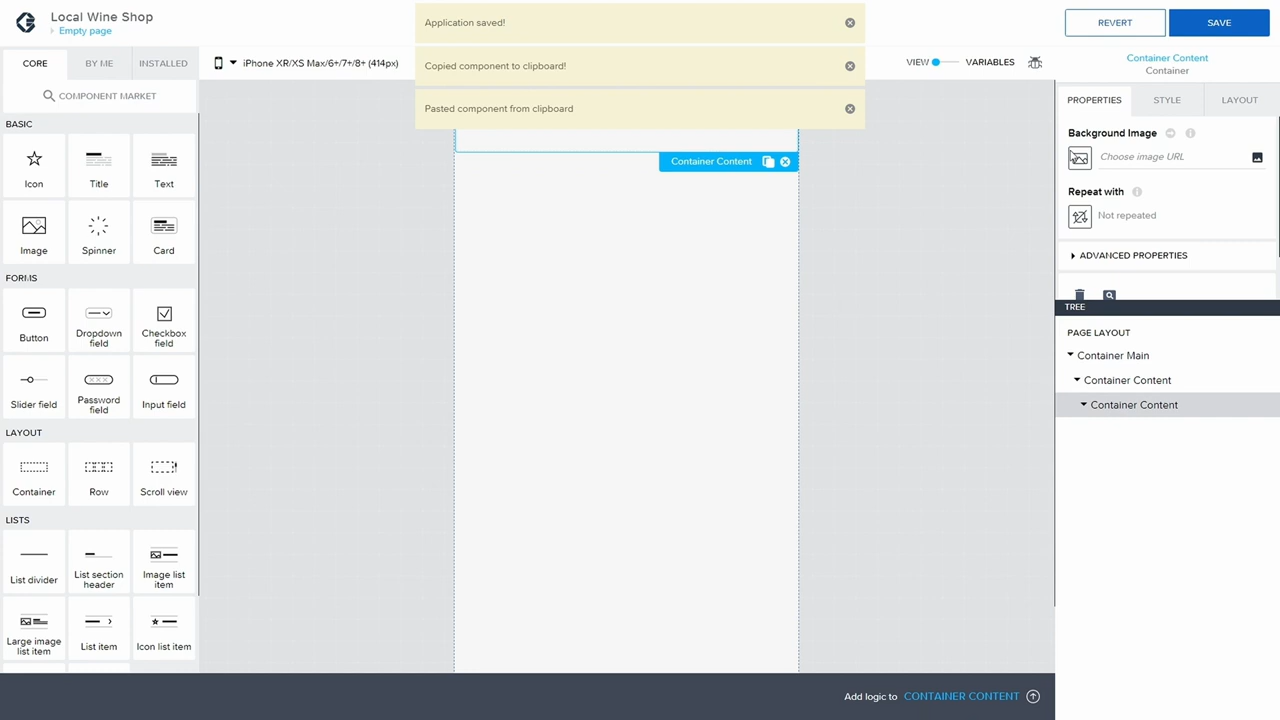 Local Wine Shop
Empty page
Application saved!
Copied component to clipboard!
Pasted component from clipboard
REVERT
SAVE
CORE
BY ME
INSTALLED
iPhone XR/XS Max/6+/7+/8+ (414px)
VIEW
VARIABLES
Container Content
Container
COMPONENT MARKET
PROPERTIES
STYLE
LAYOUT
BASIC
Icon
Title
Text
Image
Spinner
Card
FORMS
Button
Dropdown field
Checkbox field
Slider field
Password field
Input field
LAYOUT
Container
Row
Scroll view
LISTS
List divider
List section header
Image list item
Large image list item
List item
Icon list item
Container Content
Background Image
Choose image URL
Repeat with
Not repeated
ADVANCED PROPERTIES
TREE
PAGE LAYOUT
Container Main
Container Content
Container Content
Add logic to CONTAINER CONTENT